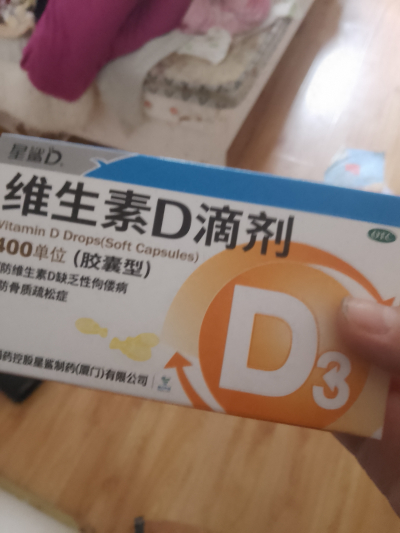 星鲨D
维生素D滴剂
Vitamin D Drops(Soft Capsules)
400单位 (胶囊型)
防维生素D缺乏性佝偻病
防骨质疏松症
OTC
D3
药控股星鲨制药(厦门)有限公司